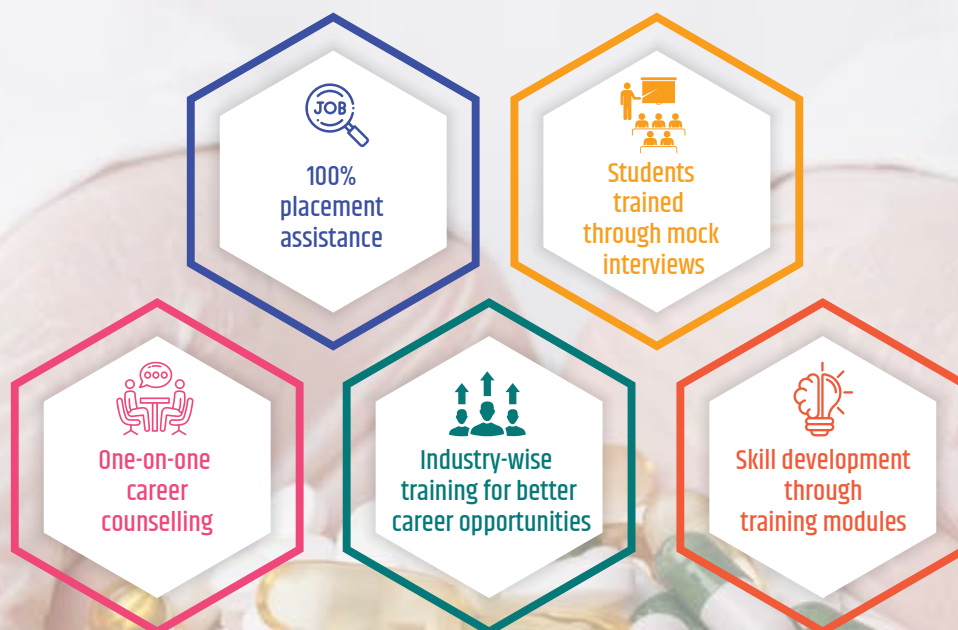 JOB
100%
placement
assistance
Students
trained
through mock
interviews
One-on-one
career
counselling
Industry-wise
training for better
career opportunities
Skill development
through
training modules